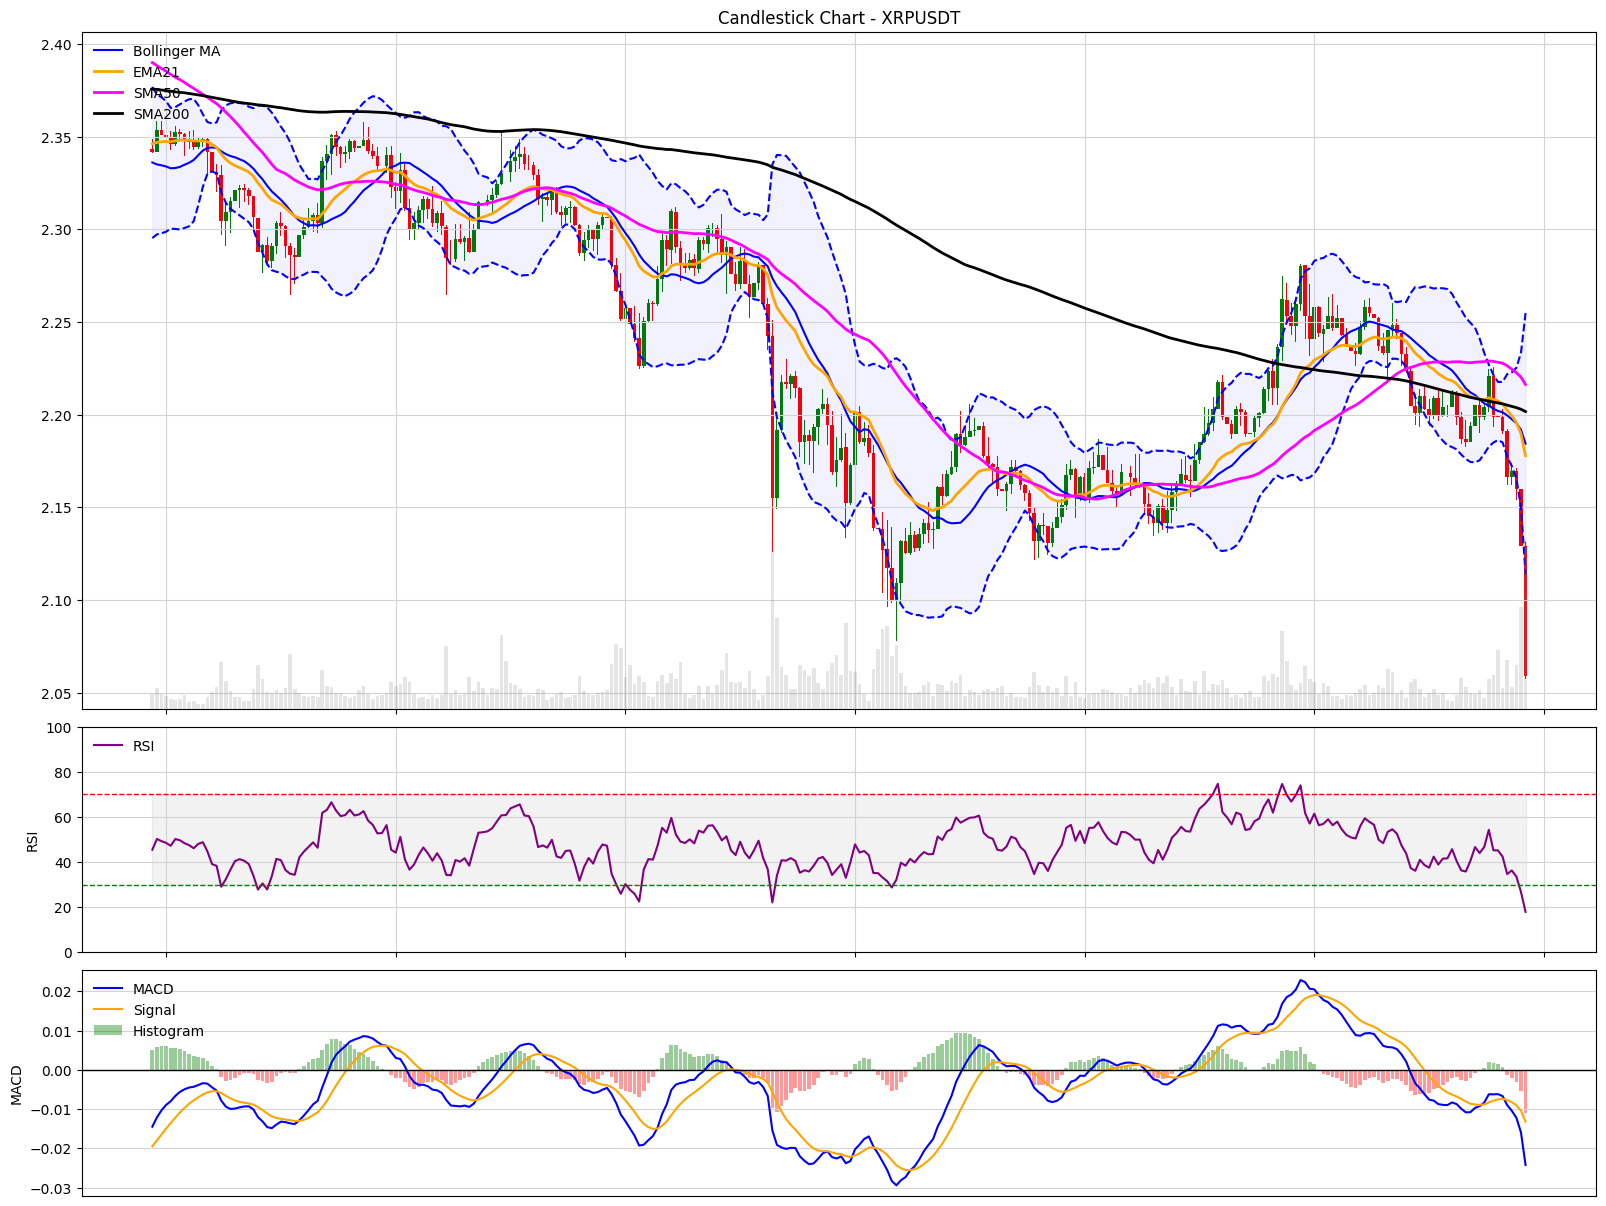 Candlestick Chart - XRPUSDT
2.40
2.35
2.30
2.25
2.20
2.15
2.10
2.05
Bollinger MA
EMA21
SMA50
SMA200
100
80
60
40
20
0
RSI
RSI
0.02
0.01
0.00
−0.01
−0.02
−0.03
MACD
MACD
Signal
Histogram